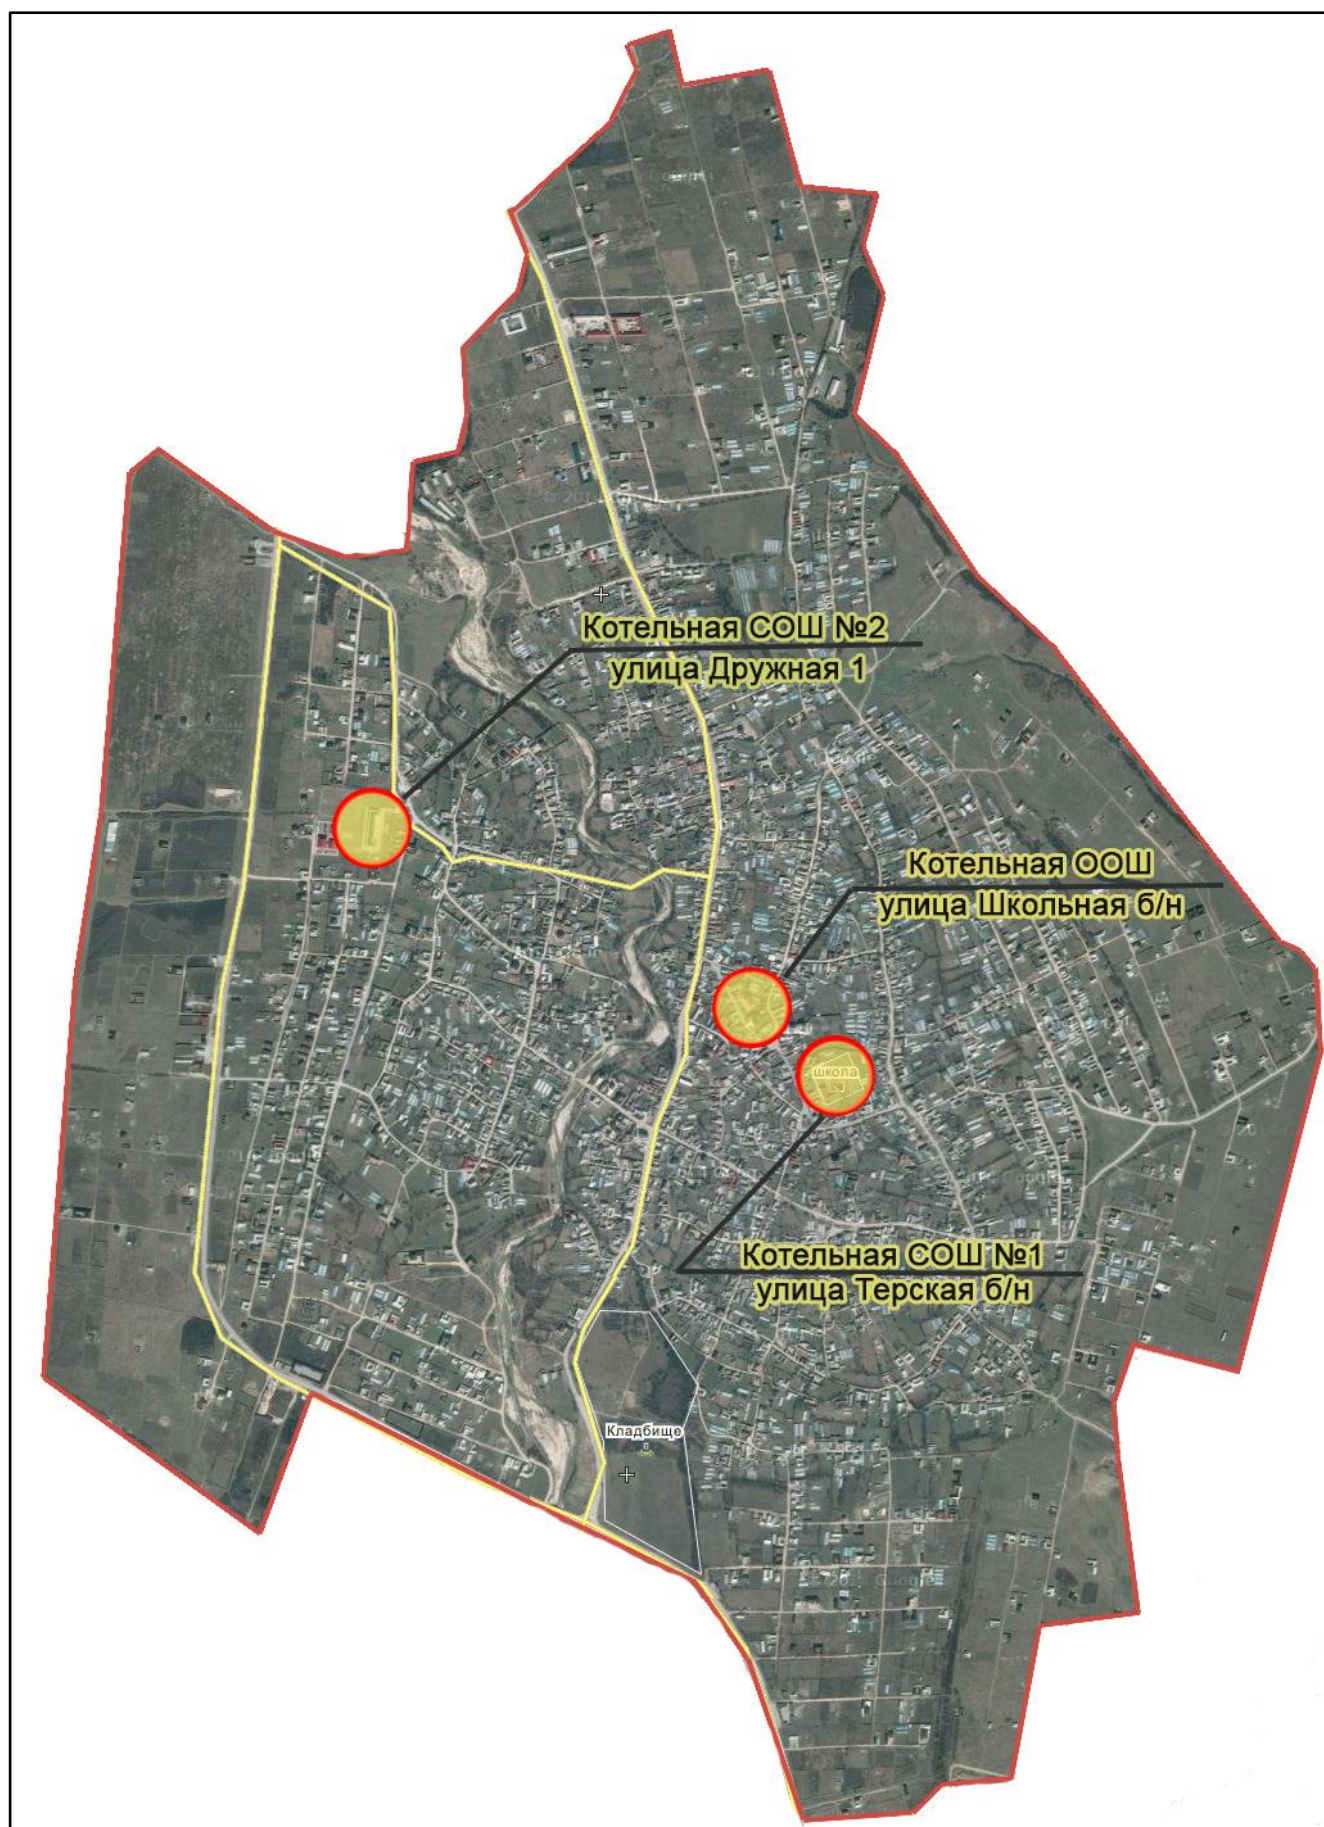 Котельная СОШ №2
улица Дружная 1
Котельная ООШ
улица Школьная б/н
школа
Котельная СОШ №1
улица Терская б/н
Кладбище